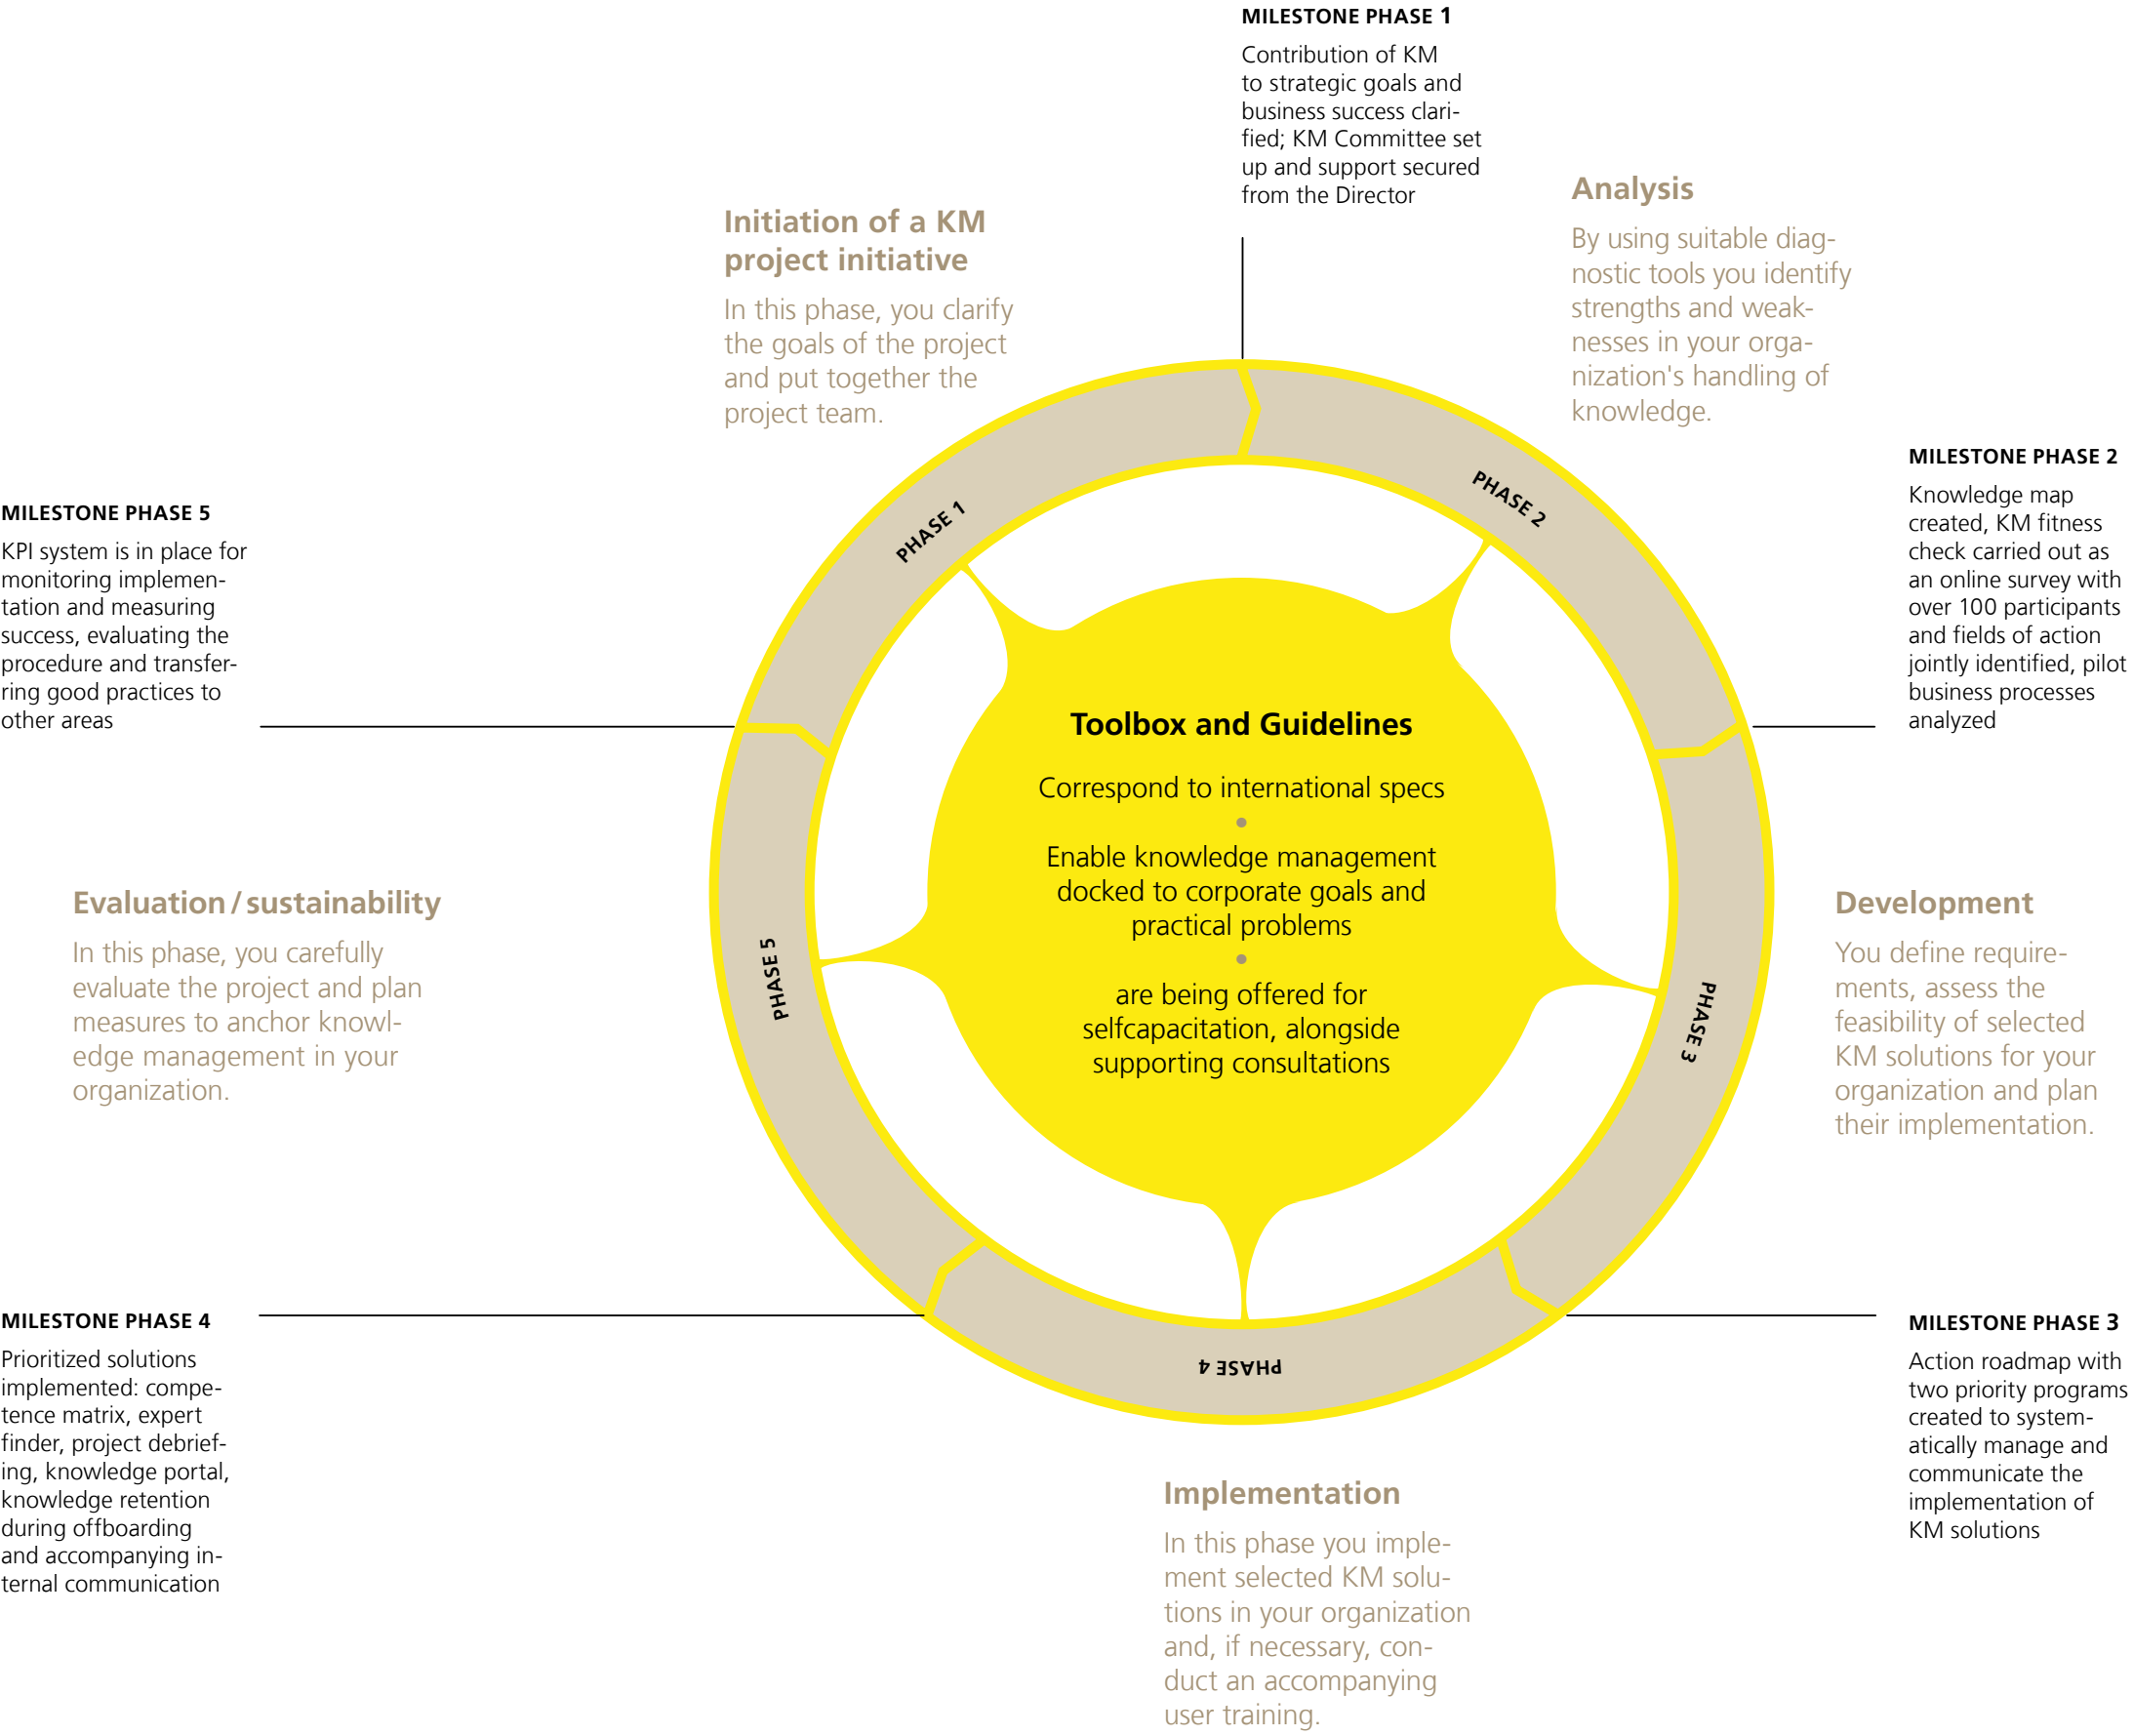 MILESTONE PHASE 1
Contribution of KM
to strategic goals and
business success clari-
fied; KM Committee set
up and support secured
from the Director
Initiation of a KM
project initiative
In this phase, you clarify
the goals of the project
and put together the
project team.
Analysis
By using suitable diag-
nostic tools you identify
strengths and weak-
nesses in your orga-
nization's handling of
knowledge.
PHASE 1
PHASE 2
MILESTONE PHASE 2
Knowledge map
created, KM fitness
check carried out as
an online survey with
over 100 participants
and fields of action
jointly identified, pilot
business processes
analyzed
MILESTONE PHASE 5
KPI system is in place for
monitoring implemen-
tation and measuring
success, evaluating the
procedure and transfer-
ring good practices to
other areas
Toolbox and Guidelines
Correspond to international specs
•
Enable knowledge management
docked to corporate goals and
practical problems
•
are being offered for
selfcapacitation, alongside
supporting consultations
Evaluation / sustainability
In this phase, you carefully
evaluate the project and plan
measures to anchor knowl-
edge management in your
organization.
PHASE 5
PHASE 3
Development
You define require-
ments, assess the
feasibility of selected
KM solutions for your
organization and plan
their implementation.
MILESTONE PHASE 4
Prioritized solutions
implemented: compe-
tence matrix, expert
finder, project debrief-
ing, knowledge portal,
knowledge retention
during offboarding
and accompanying in-
ternal communication
PHASE 4
MILESTONE PHASE 3
Action roadmap with
two priority programs
created to system-
atically manage and
communicate the
implementation of
KM solutions
Implementation
In this phase you imple-
ment selected KM solu-
tions in your organization
and, if necessary, con-
duct an accompanying
user training.